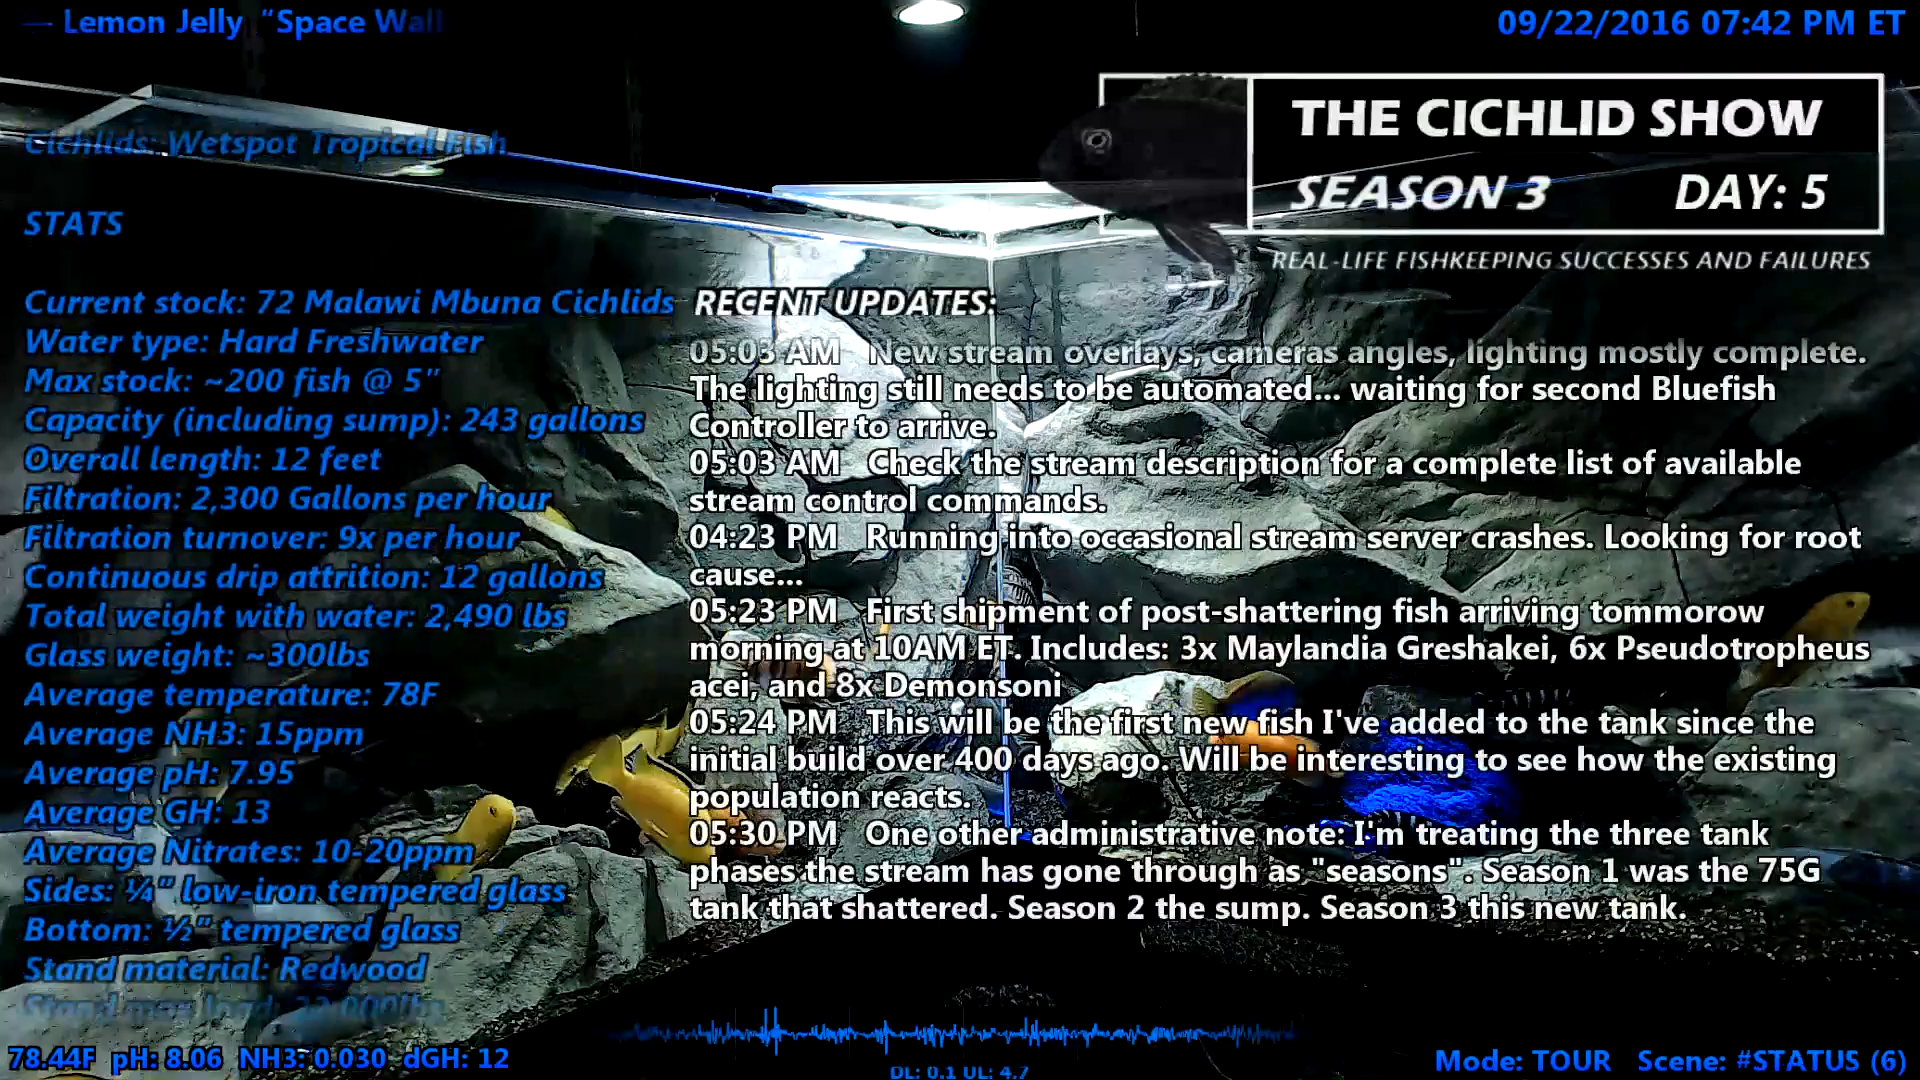 — Lemon Jelly "Space Wal
09/22/2016 07:42 PM ET
THE CICHLID SHOW
SEASON 3 DAY: 5
REAL-LIFE FISHKEEPING SUCCESSES AND FAILURES
Cichlids: Wetspot Tropical Fish
STATS
Current stock: 72 Malawi Mbuna Cichlids
Water type: Hard Freshwater
Max stock: ~200 fish @ 5"
Capacity (including sump): 243 gallons
Overall length: 12 feet
Filtration: 2,300 Gallons per hour
Filtration turnover: 9x per hour
Continuous drip attrition: 12 gallons
Total weight with water: 2,490 lbs
Glass weight: ~300lbs
Average temperature: 78F
Average NH3: 15ppm
Average pH: 7.95
Average GH: 13
Average Nitrates: 10-20ppm
Sides: ¼" low-iron tempered glass
Bottom: ½" tempered glass
Stand material: Redwood
Stand max load: 22,000lbs
RECENT UPDATES:
05:03 AM New stream overlays, cameras angles, lighting mostly complete.
The lighting still needs to be automated... waiting for second Bluefish
Controller to arrive.
05:03 AM Check the stream description for a complete list of available
stream control commands.
04:23 PM Running into occasional stream server crashes. Looking for root
cause...
05:23 PM First shipment of post-shattering fish arriving tommorow
morning at 10AM ET. Includes: 3x Maylandia Greshakei, 6x Pseudotropheus
acei, and 8x Demonsoni
05:24 PM This will be the first new fish I've added to the tank since the
initial build over 400 days ago. Will be interesting to see how the existing
population reacts.
05:30 PM One other administrative note: I'm treating the three tank
phases the stream has gone through as "seasons". Season 1 was the 75G
tank that shattered. Season 2 the sump. Season 3 this new tank.
78.44F pH: 8.06 NH3: 0.030 dGH: 12
DL: 0.1 UL: 4.7
Mode: TOUR Scene: #STATUS (6)